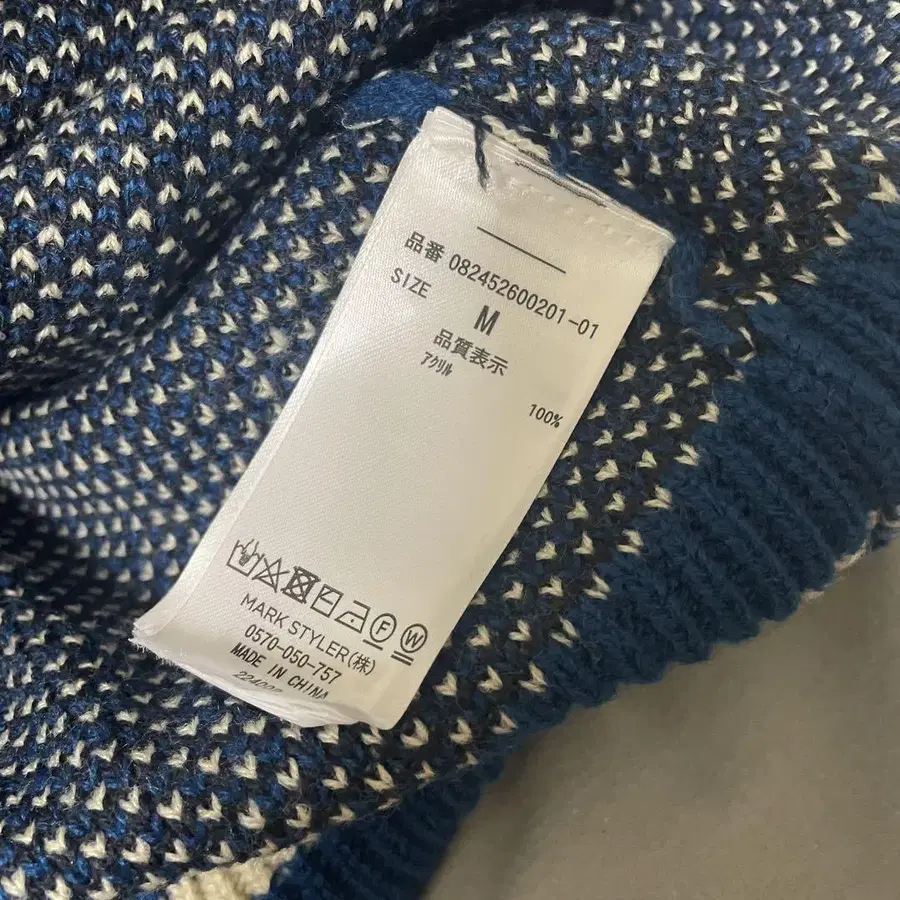 品番 082452600201-01
SIZE
M
品質表示
アクリル
100%
F W
MARK STYLER(株)
0570-050-757
MADE IN CHINA